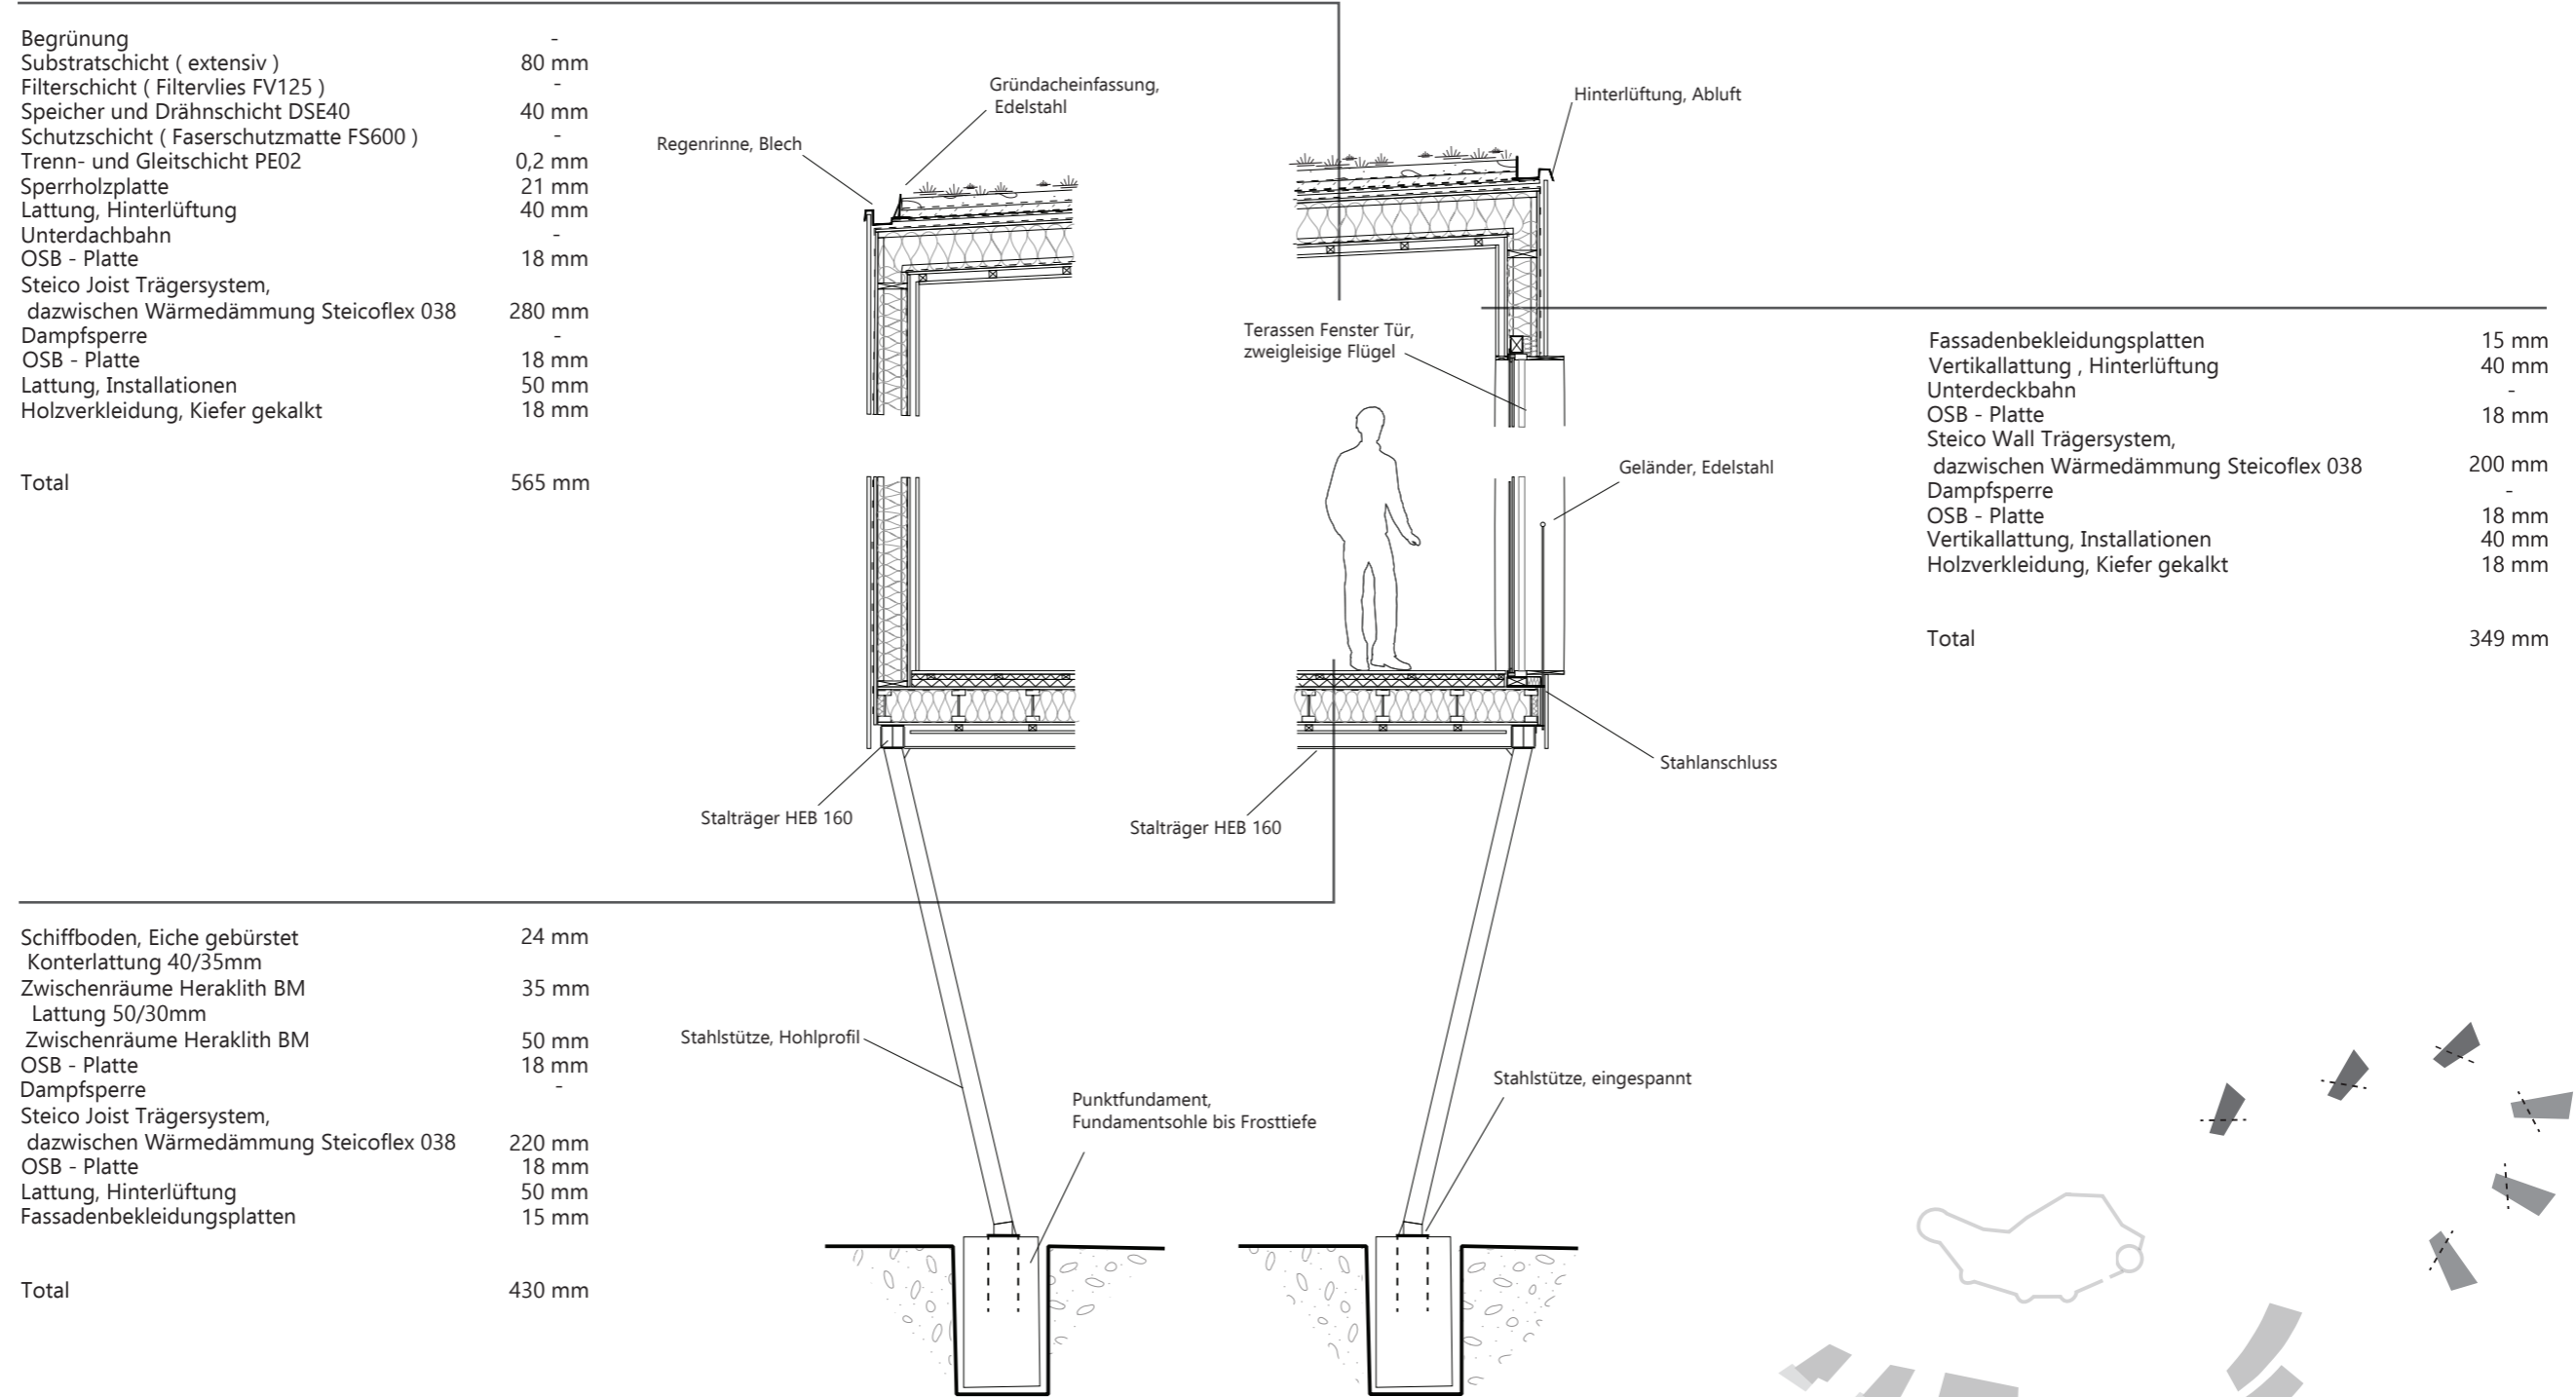 Begrünung -
Substratschicht ( extensiv ) 80 mm
Filterschicht ( Filtervlies FV125 ) -
Speicher und Drähnschicht DSE40 40 mm
Schutzschicht ( Faserschutzmatte FS600 ) -
Trenn- und Gleitschicht PE02 0,2 mm
Sperrholzplatte 21 mm
Lattung, Hinterlüftung 40 mm
Unterdachbahn -
OSB - Platte 18 mm
Steico Joist Trägersystem,
dazwischen Wärmedämmung Steicoflex 038 280 mm
Dampfsperre -
OSB - Platte 18 mm
Lattung, Installationen 50 mm
Holzverkleidung, Kiefer gekalkt 18 mm
Total 565 mm
Gründacheinfassung,
Edelstahl
Regenrinne, Blech
Hinterlüftung, Abluft
Terassen Fenster Tür,
zweigleisige Flügel
Geländer, Edelstahl
Fassadenbekleidungsplatten 15 mm
Vertikallattung , Hinterlüftung 40 mm
Unterdeckbahn -
OSB - Platte 18 mm
Steico Wall Trägersystem,
dazwischen Wärmedämmung Steicoflex 038 200 mm
Dampfsperre -
OSB - Platte 18 mm
Vertikallattung, Installationen 40 mm
Holzverkleidung, Kiefer gekalkt 18 mm
Total 349 mm
Stahlanschluss
Stalträger HEB 160
Stalträger HEB 160
Schiffboden, Eiche gebürstet 24 mm
Konterlattung 40/35mm
Zwischenräume Heraklith BM 35 mm
Lattung 50/30mm
Zwischenräume Heraklith BM 50 mm
OSB - Platte 18 mm
Dampfsperre -
Steico Joist Trägersystem,
dazwischen Wärmedämmung Steicoflex 038 220 mm
OSB - Platte 18 mm
Lattung, Hinterlüftung 50 mm
Fassadenbekleidungsplatten 15 mm
Total 430 mm
Stahlstütze, Hohlprofil
Punktfundament,
Fundamentsohle bis Frosttiefe
Stahlstütze, eingespannt